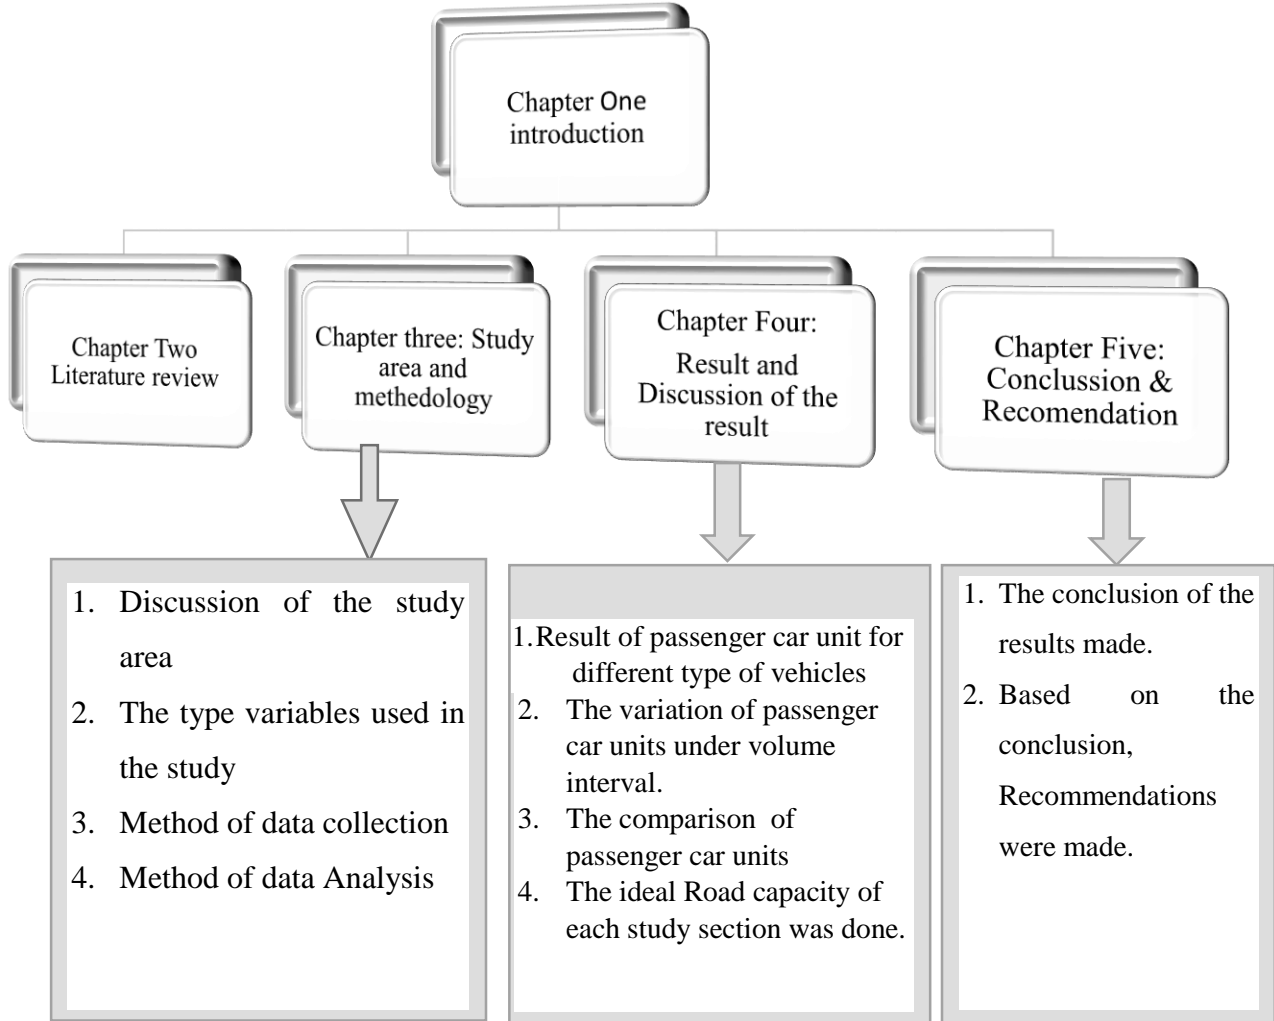 Chapter One
introduction
Chapter Two
Literature review
Chapter three: Study
area and
methedology
Chapter Four:
Result and
Discussion of the
result
Chapter Five:
Conclussion &
Recomendation
1. Discussion of the study
area
2. The type variables used in
the study
3. Method of data collection
4. Method of data Analysis
1.Result of passenger car unit for
different type of vehicles
2. The variation of passenger
car units under volume
interval.
3. The comparison of
passenger car units
4. The ideal Road capacity of
each study section was done.
1. The conclusion of the
results made.
2. Based on the
conclusion,
Recommendations
were made.